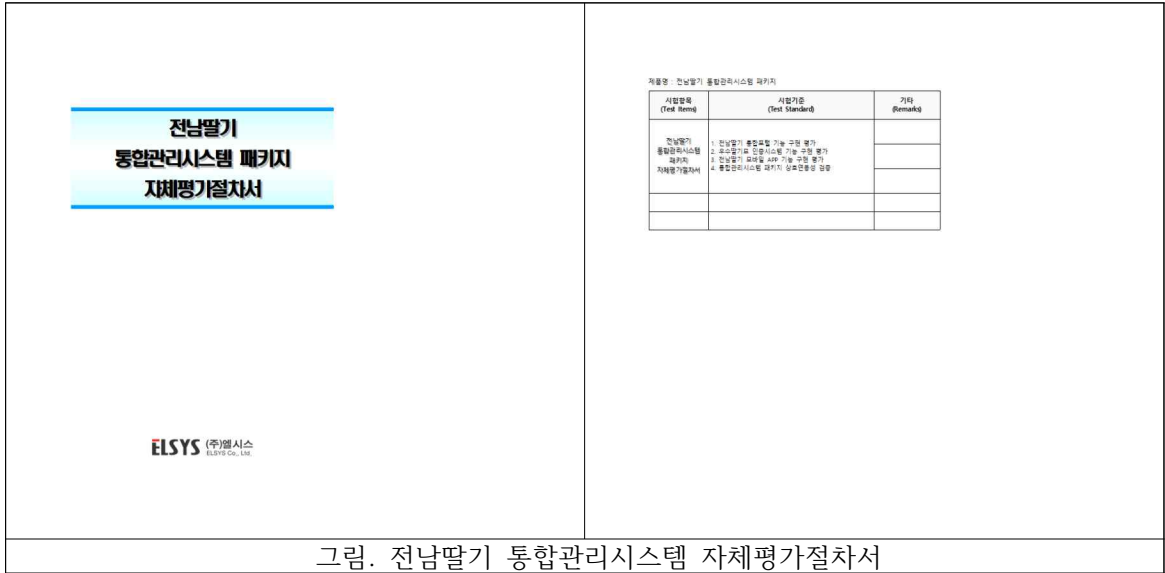 전남딸기
통합관리시스템 패키지
자체평가절차서
ELSYS (주)엘시스
ELSYS Co., Ltd.
제품명 : 전남딸기 통합관리시스템 패키지
시험항목
(Test Items)
시험기준
(Test Standard)
기타
(Remarks)
전남딸기
통합관리시스템
패키지
자체평가절차서
1. 전남딸기 통합포털 기능 구현 평가
2. 우수딸기묘 인증시스템 기능 구현 평가
3. 전남딸기 모바일 APP 기능 구현 평가
4. 통합관리시스템 패키지 상호연동성 검증
그림. 전남딸기 통합관리시스템 자체평가절차서